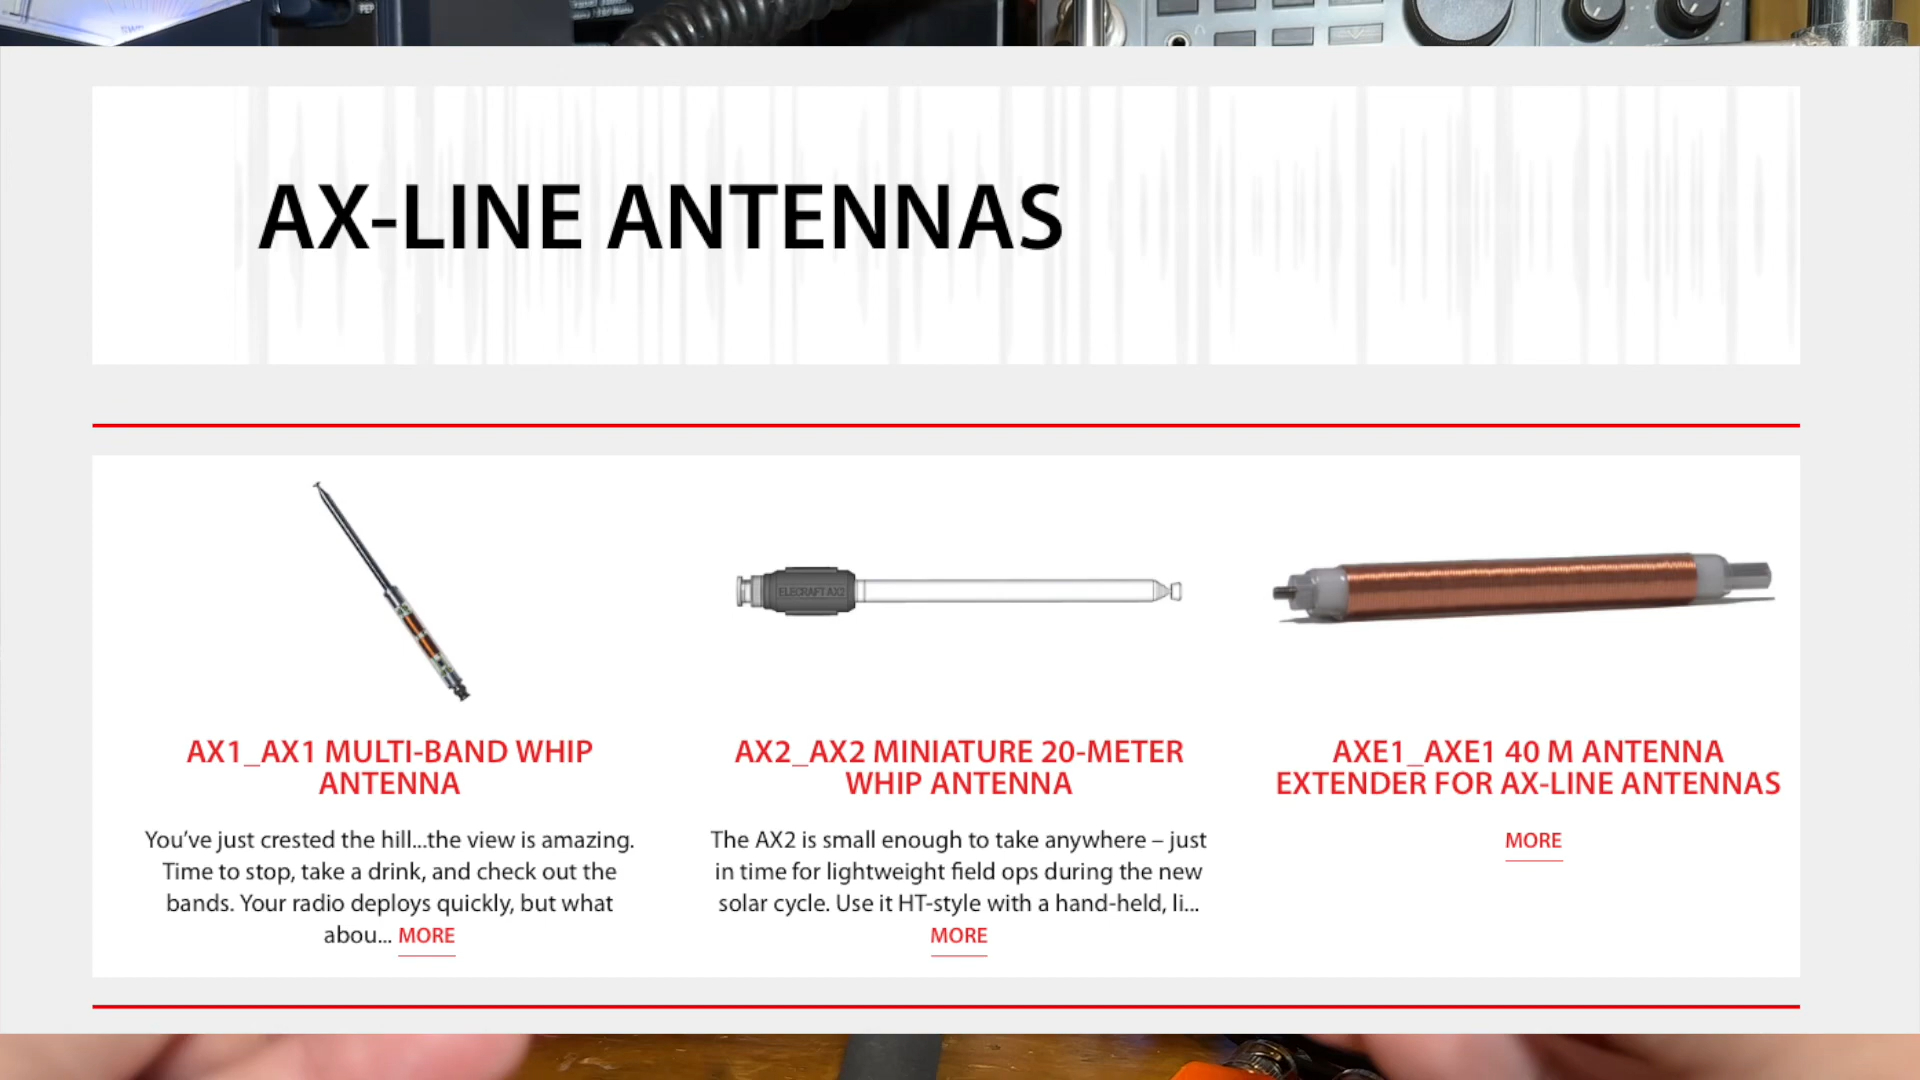 PEP
AX-LINE ANTENNAS
ELECRAFT AX2
AX1_AX1 MULTI-BAND WHIP
ANTENNA
You've just crested the hill...the view is amazing.
Time to stop, take a drink, and check out the
bands. Your radio deploys quickly, but what
abou... MORE
AX2_AX2 MINIATURE 20-METER
WHIP ANTENNA
The AX2 is small enough to take anywhere – just
in time for lightweight field ops during the new
solar cycle. Use it HT-style with a hand-held, li...
MORE
AXE1_AXE1 40 M ANTENNA
EXTENDER FOR AX-LINE ANTENNAS
MORE